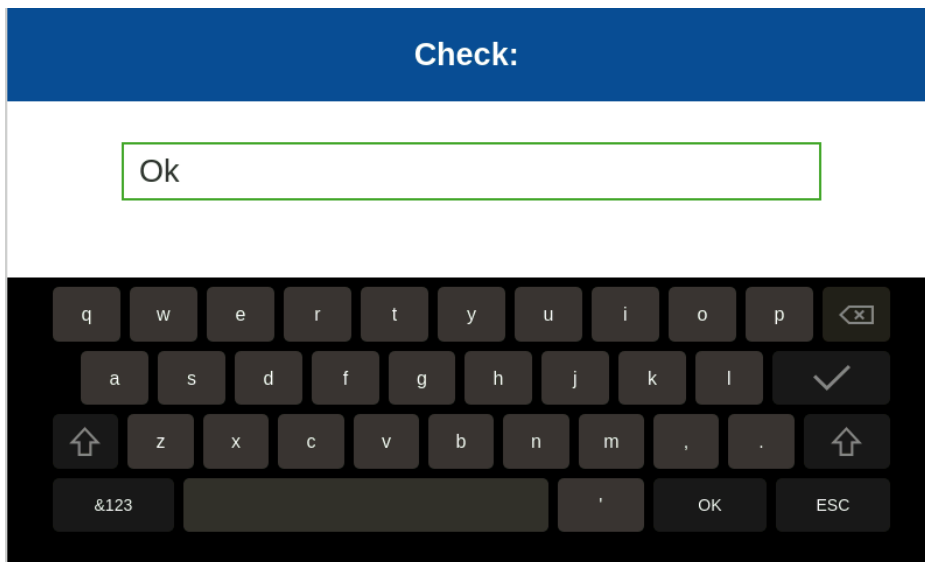 Check:
Ok
q w e r t y u i o p
a s d f g h j k l
z x c v b n m , .
&123 ' OK ESC